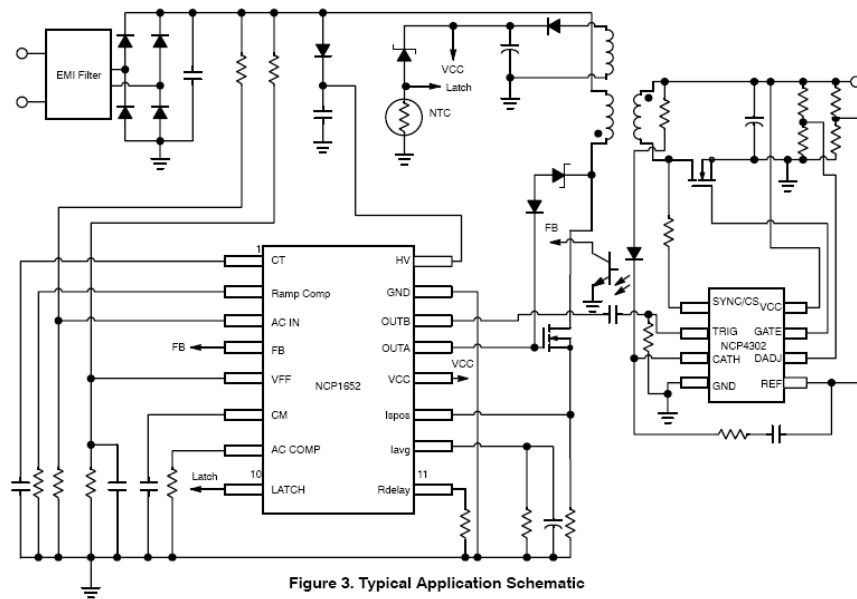 EMI Filter
VCC
Latch
NTC
FB
1
CT
Ramp Comp
AC IN
FB
VFF
CM
AC COMP
10
LATCH
FB
Latch
NCP1652
HV
GND
OUTB
OUTA
VCC
Ispos
Iavg
11
Rdelay
VCC
SYNC/CS
TRIG
CATH
GND
VCC
GATE
NCP4302
DADJ
REF
Figure 3. Typical Application Schematic